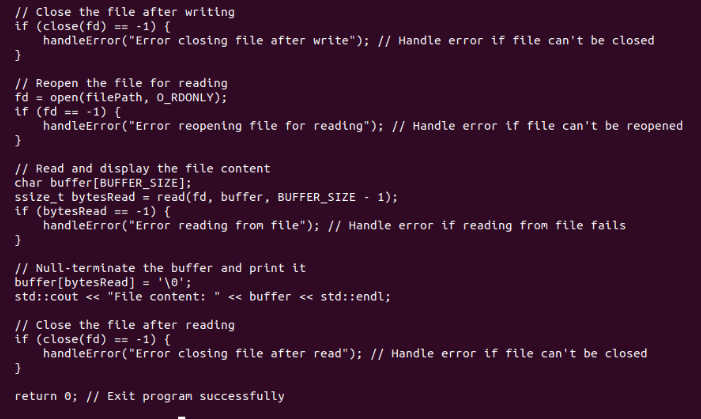 // Close the file after writing
if (close(fd) == -1) {
    handleError("Error closing file after write"); // Handle error if file can't be closed
}

// Reopen the file for reading
fd = open(filePath, O_RDONLY);
if (fd == -1) {
    handleError("Error reopening file for reading"); // Handle error if file can't be reopened
}

// Read and display the file content
char buffer[BUFFER_SIZE];
ssize_t bytesRead = read(fd, buffer, BUFFER_SIZE - 1);
if (bytesRead == -1) {
    handleError("Error reading from file"); // Handle error if reading from file fails
}

// Null-terminate the buffer and print it
buffer[bytesRead] = '\0';
std::cout << "File content: " << buffer << std::endl;

// Close the file after reading
if (close(fd) == -1) {
    handleError("Error closing file after read"); // Handle error if file can't be closed
}

return 0; // Exit program successfully